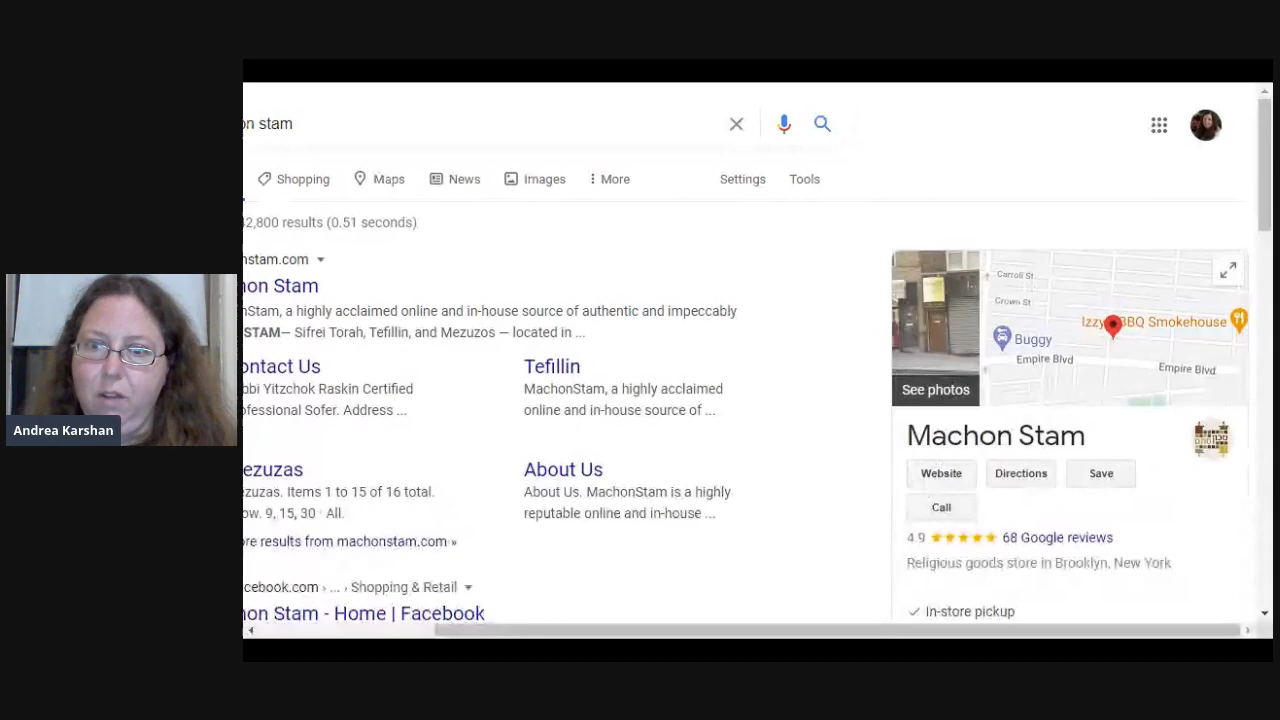 on stam
Shopping Maps News Images More Settings Tools
2,800 results (0.51 seconds)
nstam.com
non Stam
nStam, a highly acclaimed online and in-house source of authentic and impeccably
STAM— Sifrei Torah, Tefillin, and Mezuzos — located in ...
ontact Us
bbi Yitzchok Raskin Certified
ofessional Sofer. Address ...
Tefillin
MachonStam, a highly acclaimed
online and in-house source of ...
ezuzas
ezuzas. Items 1 to 15 of 16 total.
ow. 9, 15, 30 · All.
About Us
About Us. MachonStam is a highly
reputable online and in-house ...
ore results from machonstam.com »
cebook.com › ... › Shopping & Retail
non Stam - Home | Facebook
See photos
Carroll St
Crown St
Izzy BBQ Smokehouse
Buggy
Empire Blvd
Empire Blvd
Machon Stam
Website Directions Save
Call
4.9 68 Google reviews
Religious goods store in Brooklyn, New York
In-store pickup
Andrea Karshan